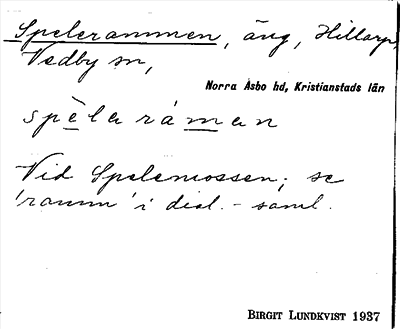 Spelerammen, äng, Hillarp,
Vedby sn,
Norra Åsbo hd, Kristianstads län
spèlaráman
Vid Spelemossen; se
'ramm' i dial. - saml.
BIRGIT LUNDKVIST 1937